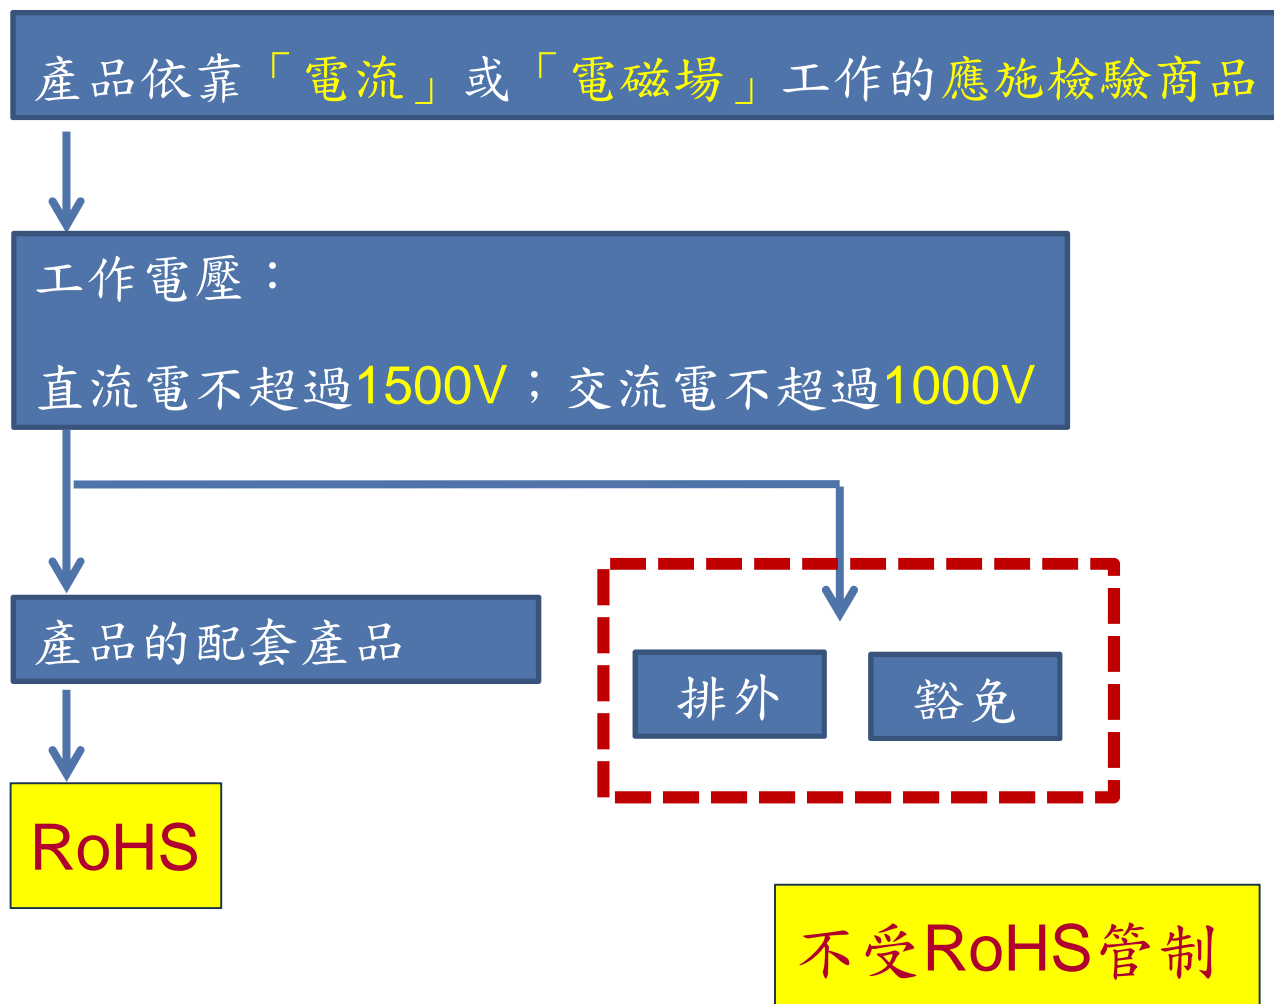 產品依靠「電流」或「電磁場」工作的應施檢驗商品
工作電壓：
直流電不超過1500V；交流電不超過1000V
產品的配套產品
排外
豁免
RoHS
不受RoHS管制